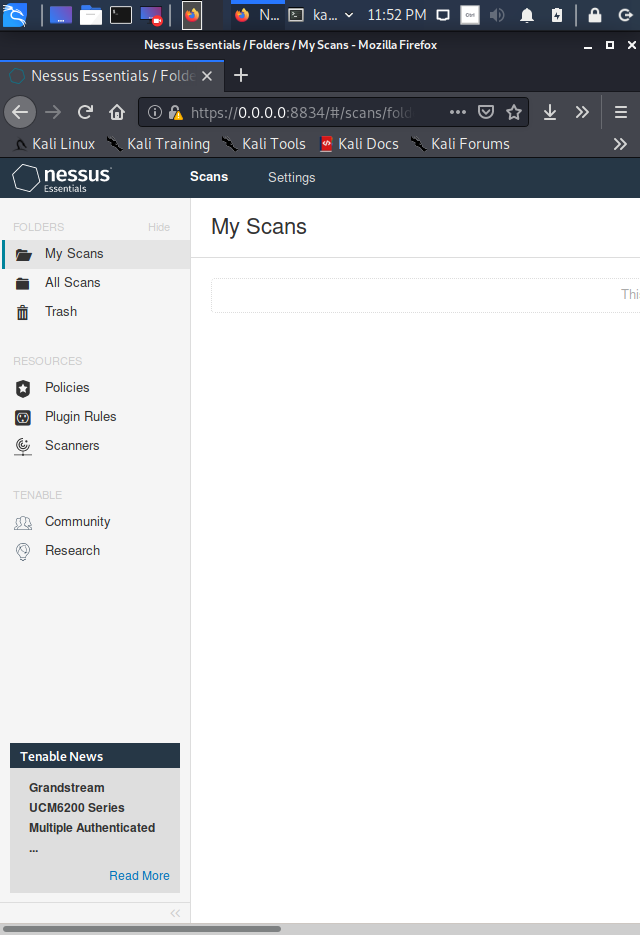 N... ka... 11:52 PM
Nessus Essentials / Folders / My Scans - Mozilla Firefox
Nessus Essentials / Folde
https://0.0.0.0:8834/#/scans/fold
Kali Linux Kali Training Kali Tools Kali Docs Kali Forums
nessus
Essentials
Scans Settings
FOLDERS Hide
My Scans
All Scans
Trash
RESOURCES
Policies
Plugin Rules
Scanners
TENABLE
Community
Research
My Scans
Thi
Tenable News
Grandstream
UCM6200 Series
Multiple Authenticated
...
Read More